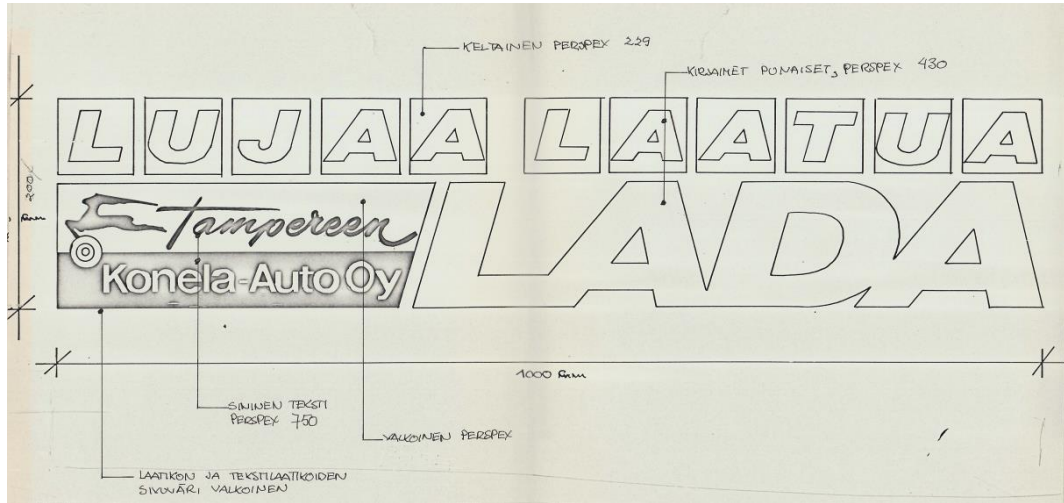 KELTAINEN PERSPEX 229
KIRJAIMET PUNAISET, PERSPEX 430
LUJAA LAATUA
200
Tampereen
LADA
Konela-Auto Oy
1000
SININEN TEKSTI
PERSPEX 750
VALKOINEN PERSPEX
LAATIKON JA TEKSTILAATIKOIDEN
SIVUVÄRI VALKOINEN